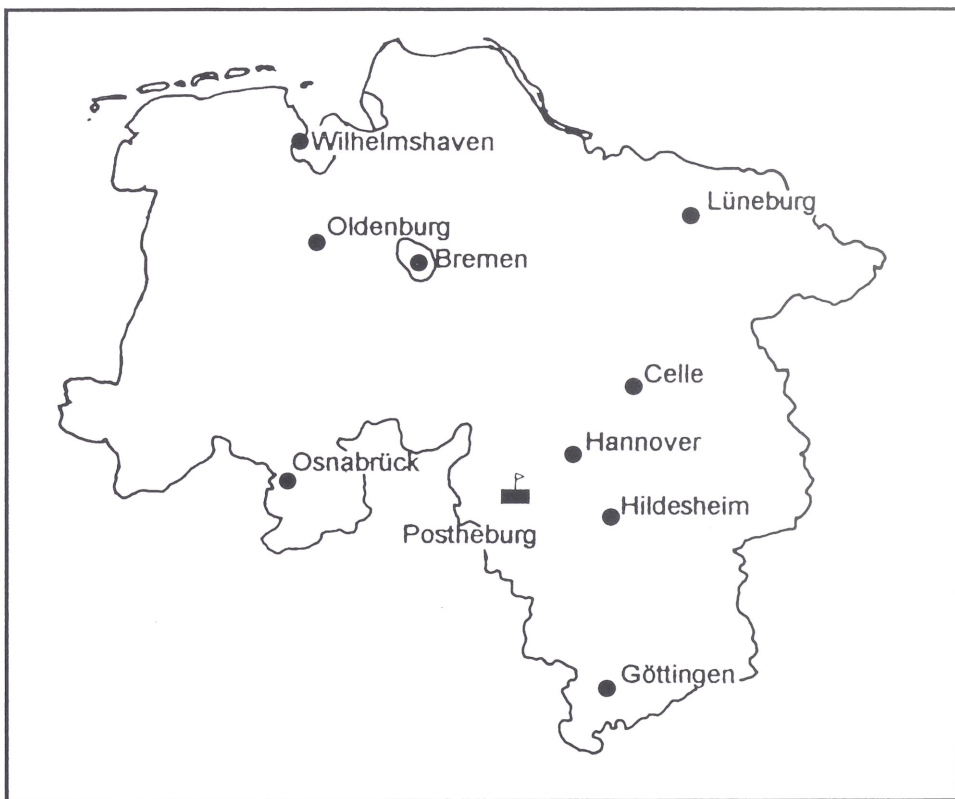 Wilhelmshaven
Lüneburg
Oldenburg
Bremen
Celle
Hannover
Osnabrück
Hildesheim
Postheburg
Göttingen